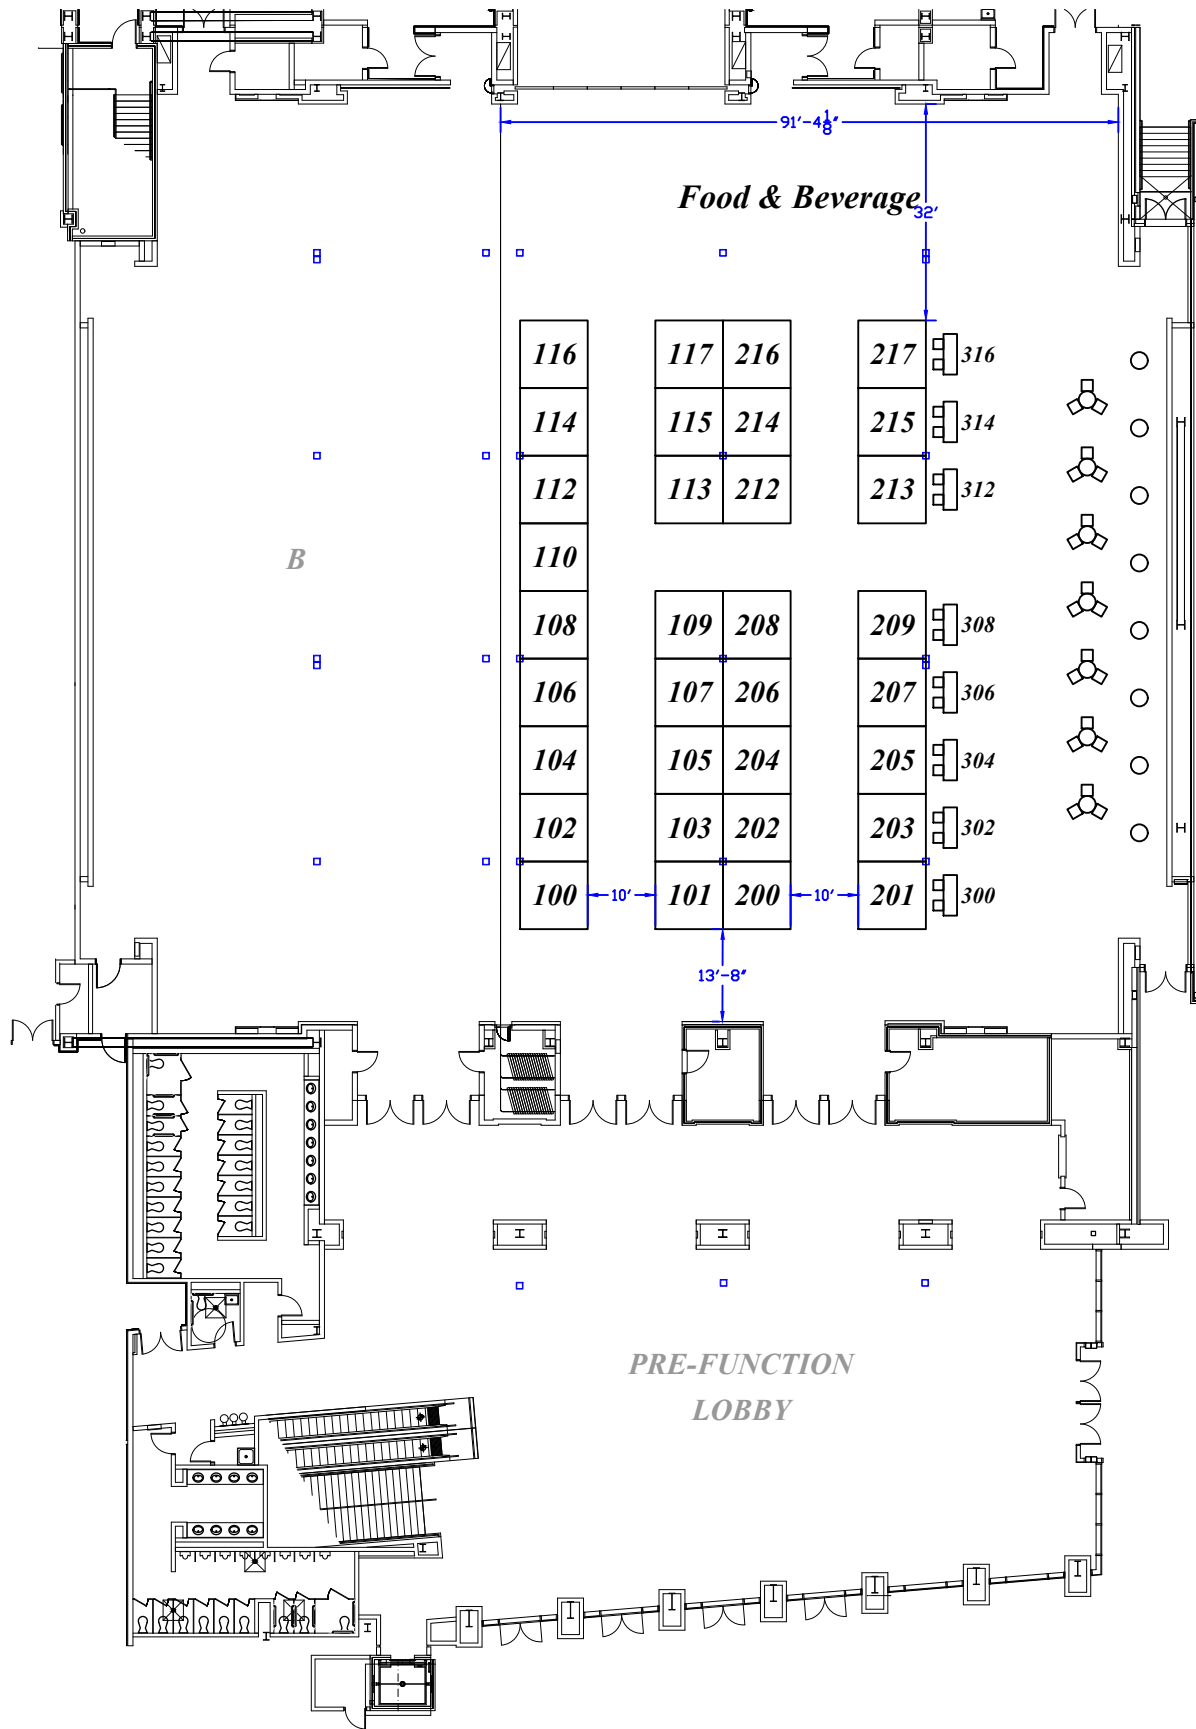 91'-4 1/8"
Food & Beverage
32'
116 117 216 217 316
114 115 214 215 314
112 113 212 213 312
B
110
108 109 208 209 308
106 107 206 207 306
104 105 204 205 304
102 103 202 203 302
100 10' 101 200 10' 201 300
13'-8"
PRE-FUNCTION
LOBBY